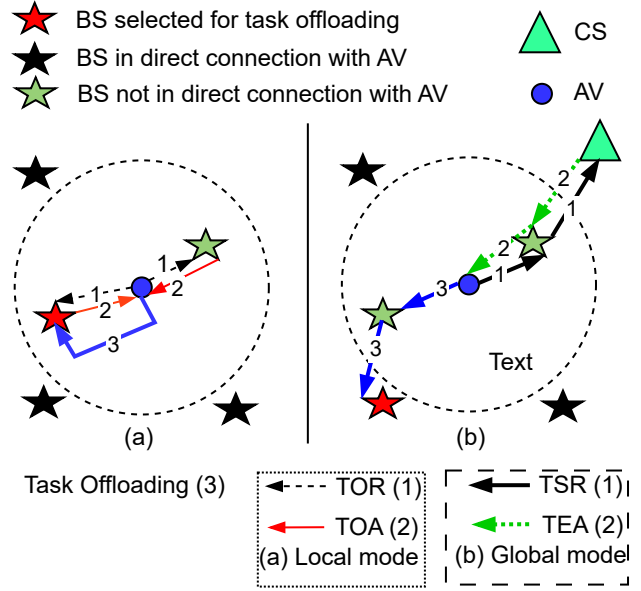 BS selected for task offloading
CS
BS in direct connection with AV
BS not in direct connection with AV
AV
1
1
2
2
3
2
1
2
1
3
3
Text
(a)
(b)
Task Offloading (3)
TOR (1)
TOA (2)
(a) Local mode
TSR (1)
TEA (2)
(b) Global mode